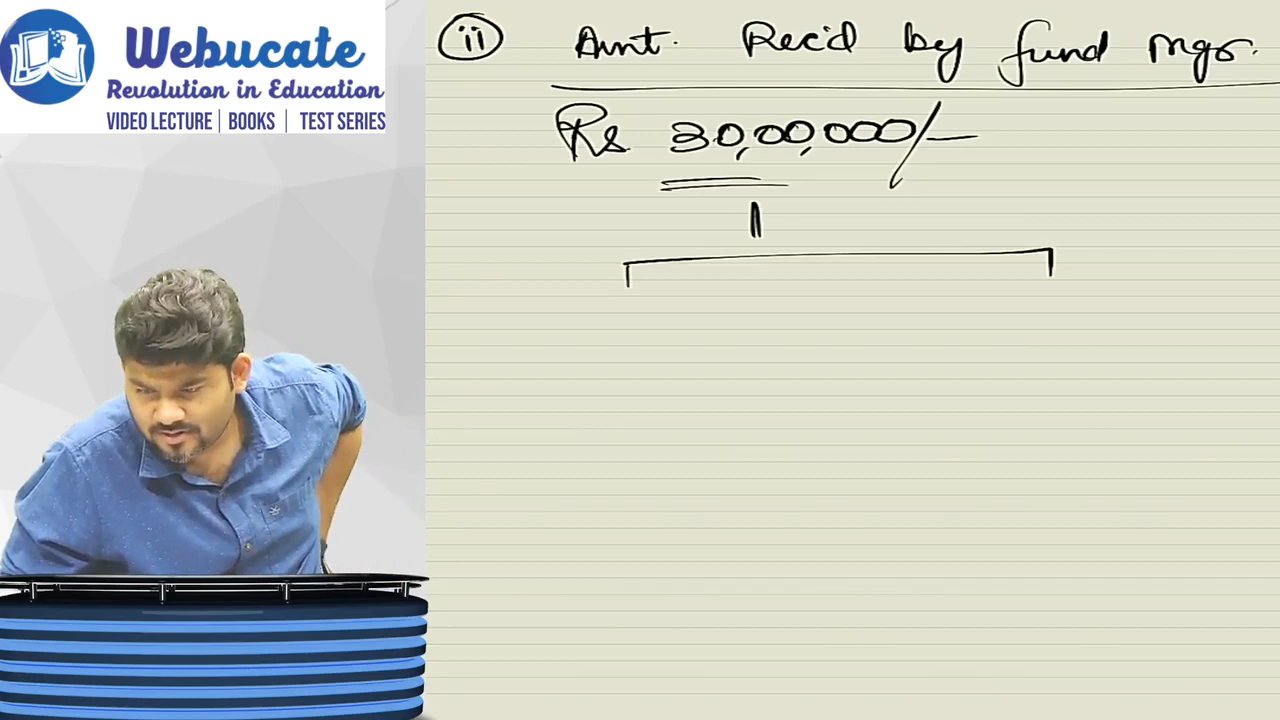 Webucate
Revolution in Education
VIDEO LECTURE | BOOKS | TEST SERIES
(ii) Amt. Rec'd by fund Mgr.
Rs 30,00,000/-